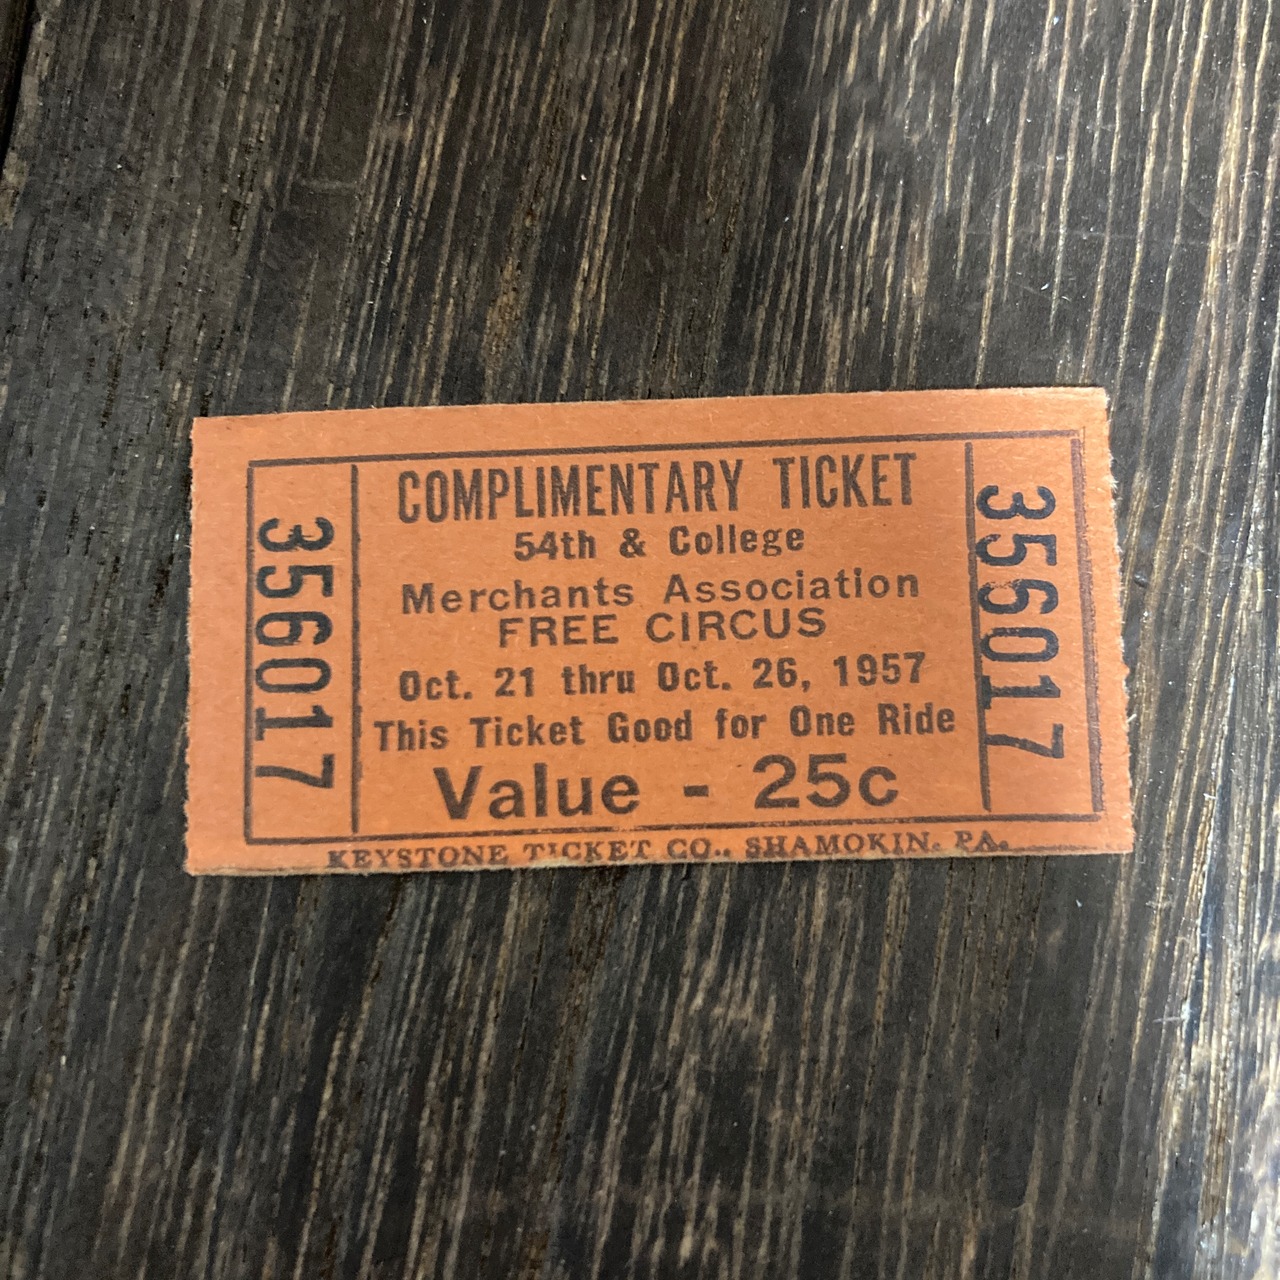 356017
COMPLIMENTARY TICKET
54th & College
Merchants Association
FREE CIRCUS
Oct. 21 thru Oct. 26, 1957
This Ticket Good for One Ride
Value - 25c
356017
KEYSTONE TICKET CO., SHAMOKIN, PA.